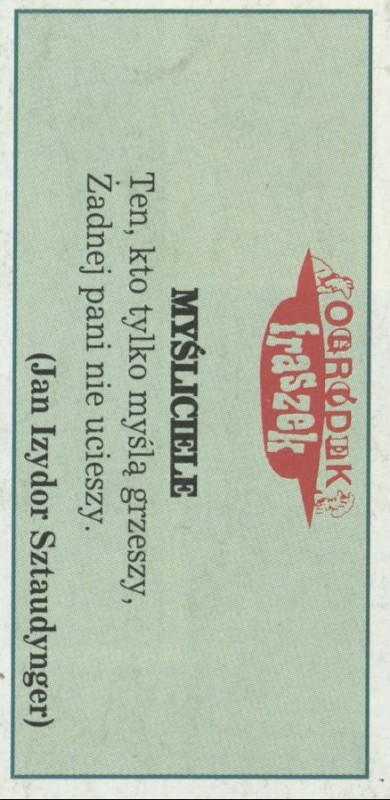 OGRÓDEK
fraszek
MYŚLICIELE
Ten, kto tylko myślą grzeszy,
Żadnej pani nie ucieszy.
(Jan Izydor Sztaudynger)